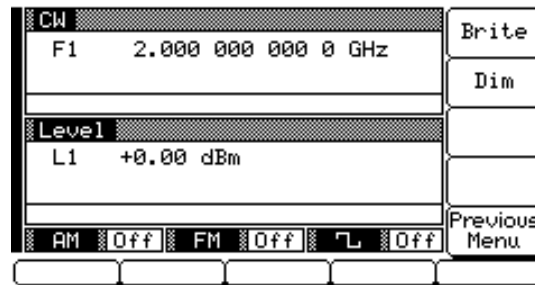 CW
F1 2.000 000 000 0 GHz
Level
L1 +0.00 dBm
AM Off FM Off Off
Brite
Dim
Previous
Menu